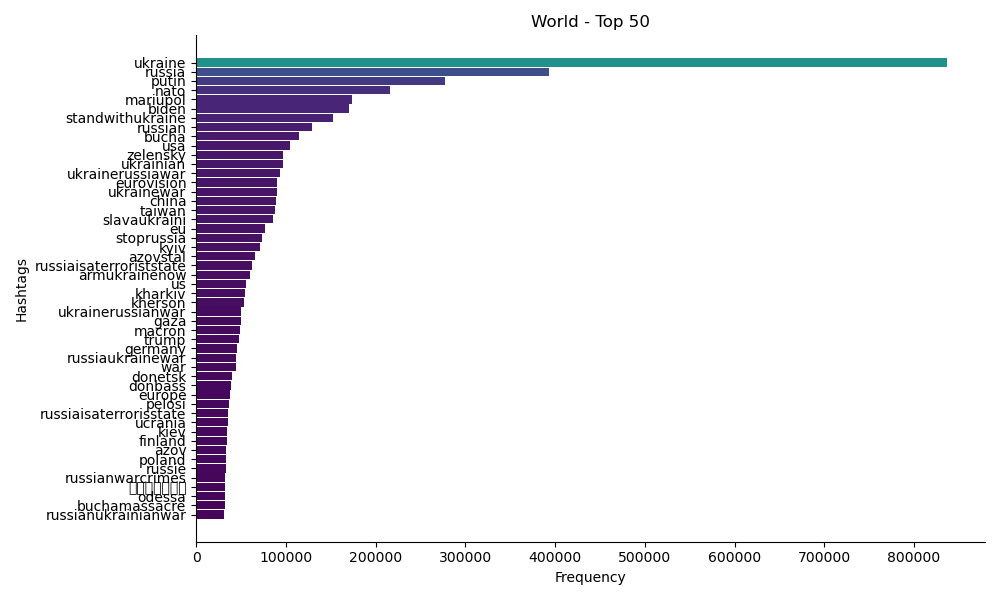 World - Top 50
Hashtags
ukraine
russia
putin
nato
mariupol
biden
standwithukraine
russian
bucha
usa
zelensky
ukrainian
ukrainerussiawar
eurovision
ukrainewar
china
taiwan
slavaukraini
eu
stoprussia
kyiv
azovstal
russiaisaterroriststate
armukrainenow
us
kharkiv
kherson
ukrainerussianwar
gaza
macron
trump
germany
russiaukrainewar
war
donetsk
donbass
europe
pelosi
russiaisaterrorisstate
ucrania
kiev
finland
azov
poland
russie
russianwarcrimes
odessa
buchamassacre
russianukrainianwar
0 100000 200000 300000 400000 500000 600000 700000 800000
Frequency